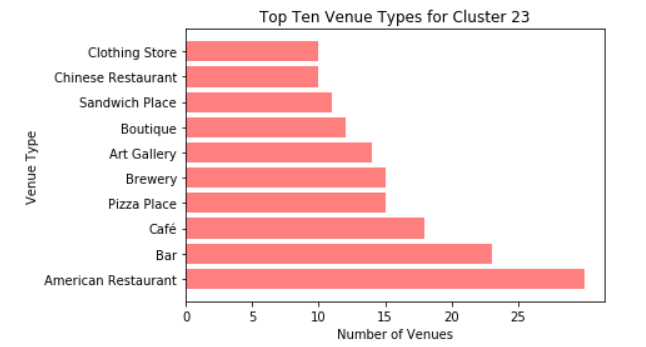 Top Ten Venue Types for Cluster 23
Clothing Store
Chinese Restaurant
Sandwich Place
Boutique
Art Gallery
Brewery
Pizza Place
Café
Bar
American Restaurant
Venue Type
0 5 10 15 20 25
Number of Venues